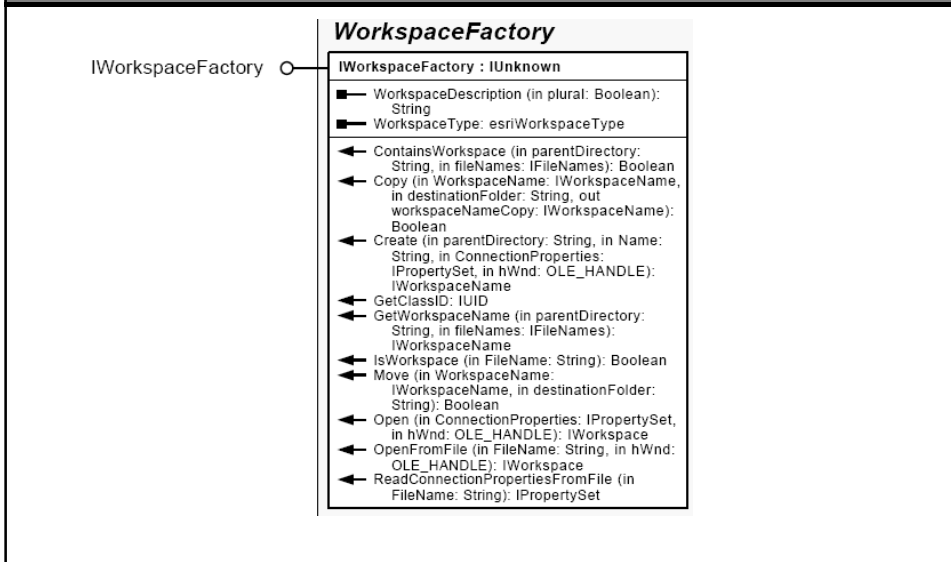 WorkspaceFactory
IWorkspaceFactory
IWorkspaceFactory : IUnknown
WorkspaceDescription (in plural: Boolean):
String
WorkspaceType: esriWorkspaceType
ContainsWorkspace (in parentDirectory:
String, in fileNames: IFileNames): Boolean
Copy (in WorkspaceName: IWorkspaceName,
in destinationFolder: String, out
workspaceNameCopy: IWorkspaceName):
Boolean
Create (in parentDirectory: String, in Name:
String, in ConnectionProperties:
IPropertySet, in hWnd: OLE_HANDLE):
IWorkspaceName
GetClassID: IUID
GetWorkspaceName (in parentDirectory:
String, in fileNames: IFileNames):
IWorkspaceName
IsWorkspace (in FileName: String): Boolean
Move (in WorkspaceName:
IWorkspaceName, in destinationFolder:
String): Boolean
Open (in ConnectionProperties: IPropertySet,
in hWnd: OLE_HANDLE): IWorkspace
OpenFromFile (in FileName: String, in hWnd:
OLE_HANDLE): IWorkspace
ReadConnectionPropertiesFromFile (in
FileName: String): IPropertySet